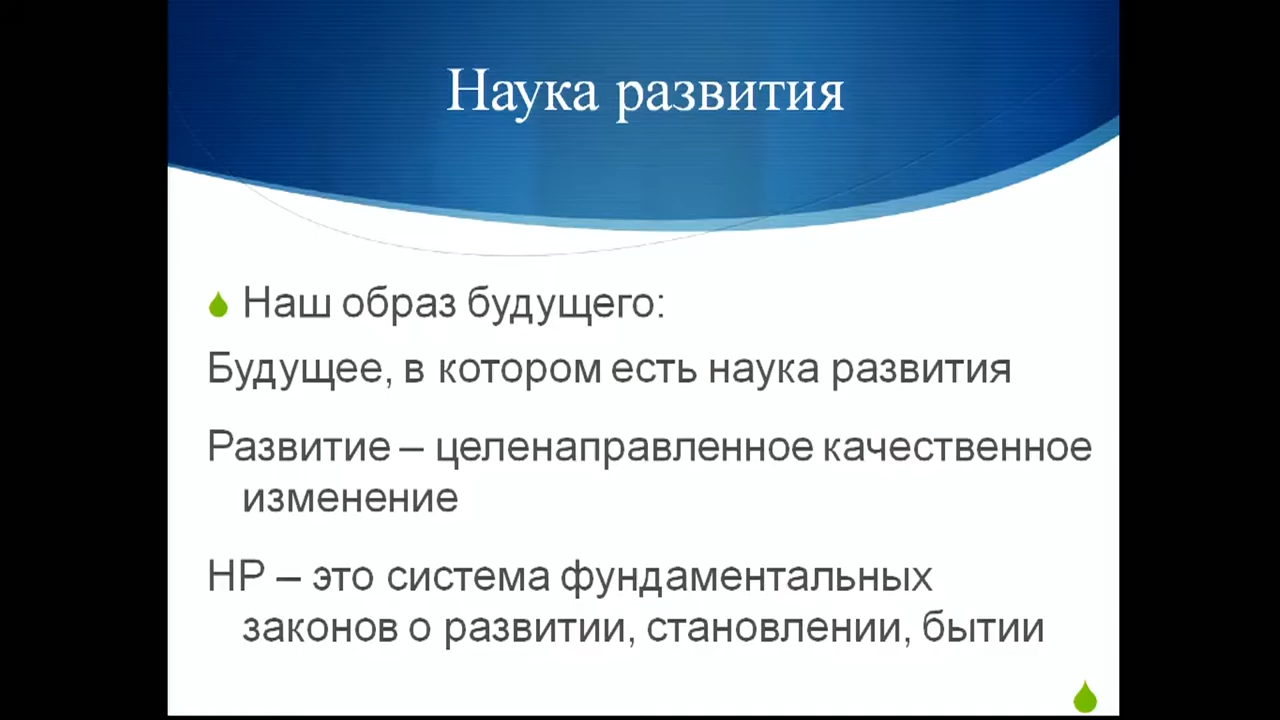 Наука развития
Наш образ будущего:
Будущее, в котором есть наука развития
Развитие – целенаправленное качественное
изменение
НР – это система фундаментальных
законов о развитии, становлении, бытии